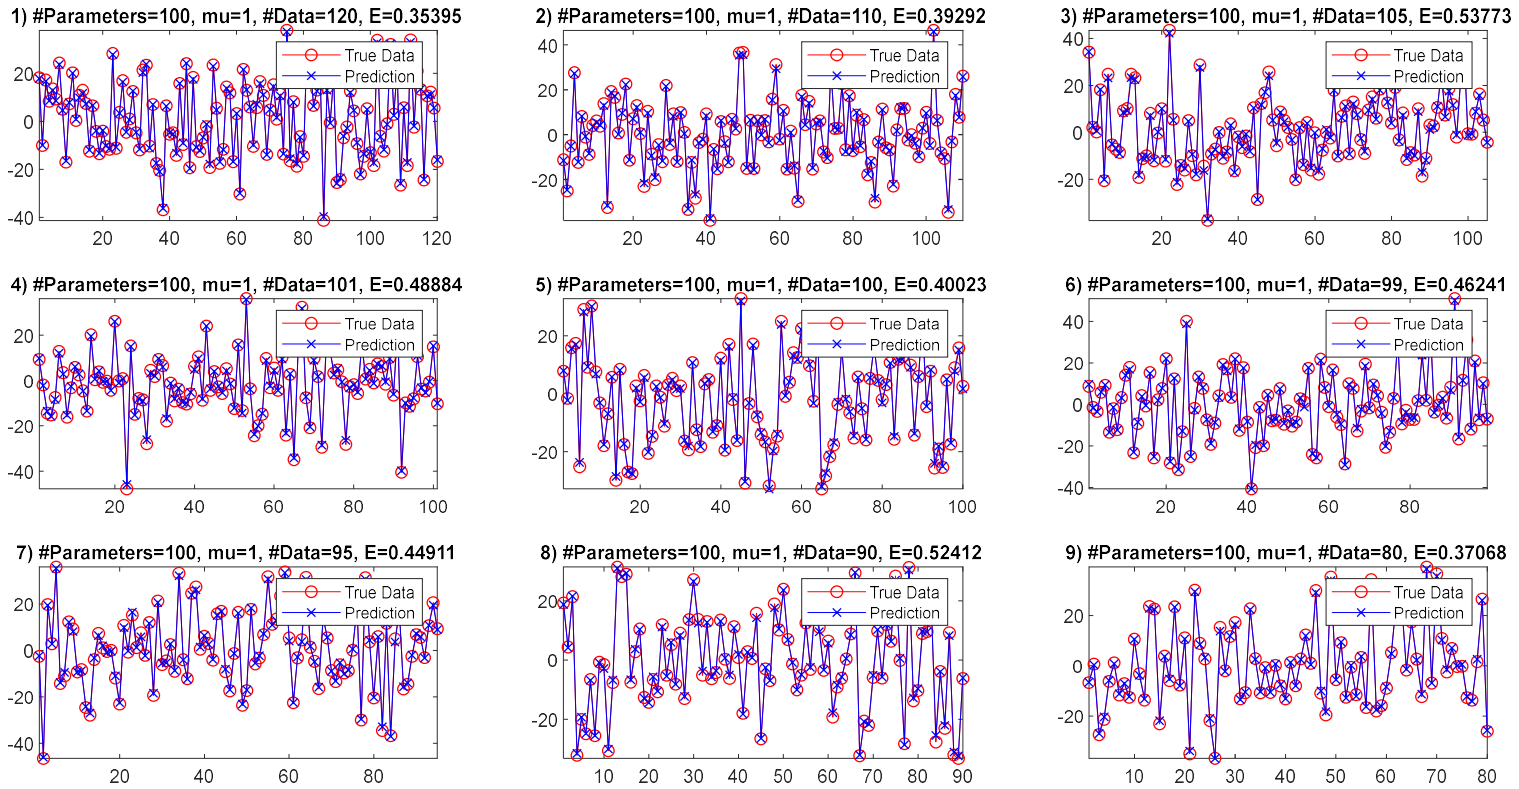 1) #Parameters=100, mu=1, #Data=120, E=0.35395
True Data
Prediction
20
0
-20
-40
20 40 60 80 100 120
2) #Parameters=100, mu=1, #Data=110, E=0.39292
True Data
Prediction
40
20
0
-20
20 40 60 80 100
3) #Parameters=100, mu=1, #Data=105, E=0.53773
True Data
Prediction
40
20
0
-20
20 40 60 80 100
4) #Parameters=100, mu=1, #Data=101, E=0.48884
True Data
Prediction
20
0
-20
-40
20 40 60 80 100
5) #Parameters=100, mu=1, #Data=100, E=0.40023
True Data
Prediction
20
0
-20
20 40 60 80 100
6) #Parameters=100, mu=1, #Data=99, E=0.46241
True Data
Prediction
40
20
0
-20
-40
20 40 60 80
7) #Parameters=100, mu=1, #Data=95, E=0.44911
True Data
Prediction
20
0
-20
-40
20 40 60 80
8) #Parameters=100, mu=1, #Data=90, E=0.52412
True Data
Prediction
20
0
-20
10 20 30 40 50 60 70 80 90
9) #Parameters=100, mu=1, #Data=80, E=0.37068
True Data
Prediction
20
0
-20
10 20 30 40 50 60 70 80